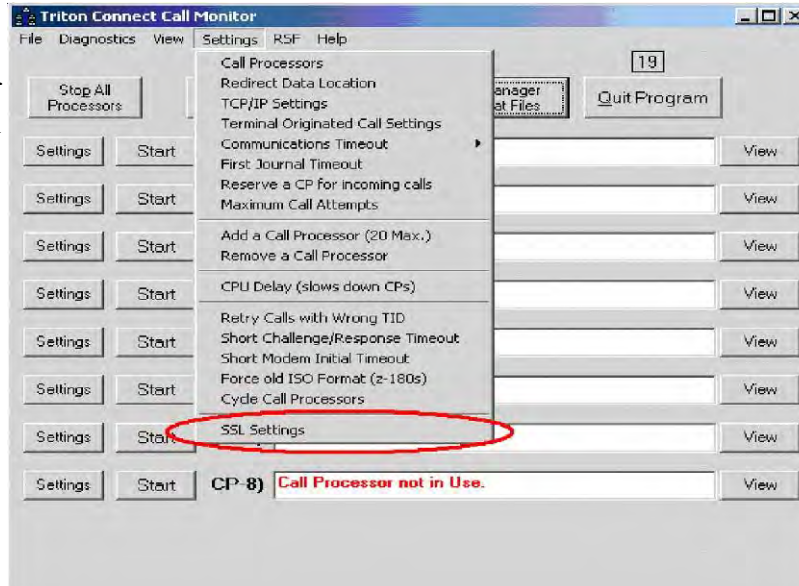 Triton Connect Call Monitor
File Diagnostics View Settings RSF Help
Call Processors
Redirect Data Location
TCP/IP Settings
Terminal Originated Call Settings
Communications Timeout
First Journal Timeout
Reserve a CP for incoming calls
Maximum Call Attempts
Add a Call Processor (20 Max.)
Remove a Call Processor
CPU Delay (slows down CPs)
Retry Calls with Wrong TID
Short Challenge/Response Timeout
Short Modem Initial Timeout
Force old ISO Format (z-180s)
Cycle Call Processors
SSL Settings
19
Stop All
Processors
at Files
Quit Program
Settings Start View
Settings Start View
Settings Start View
Settings Start View
Settings Start View
Settings Start View
Settings Start View
Settings Start CP-8) Call Processor not in Use. View